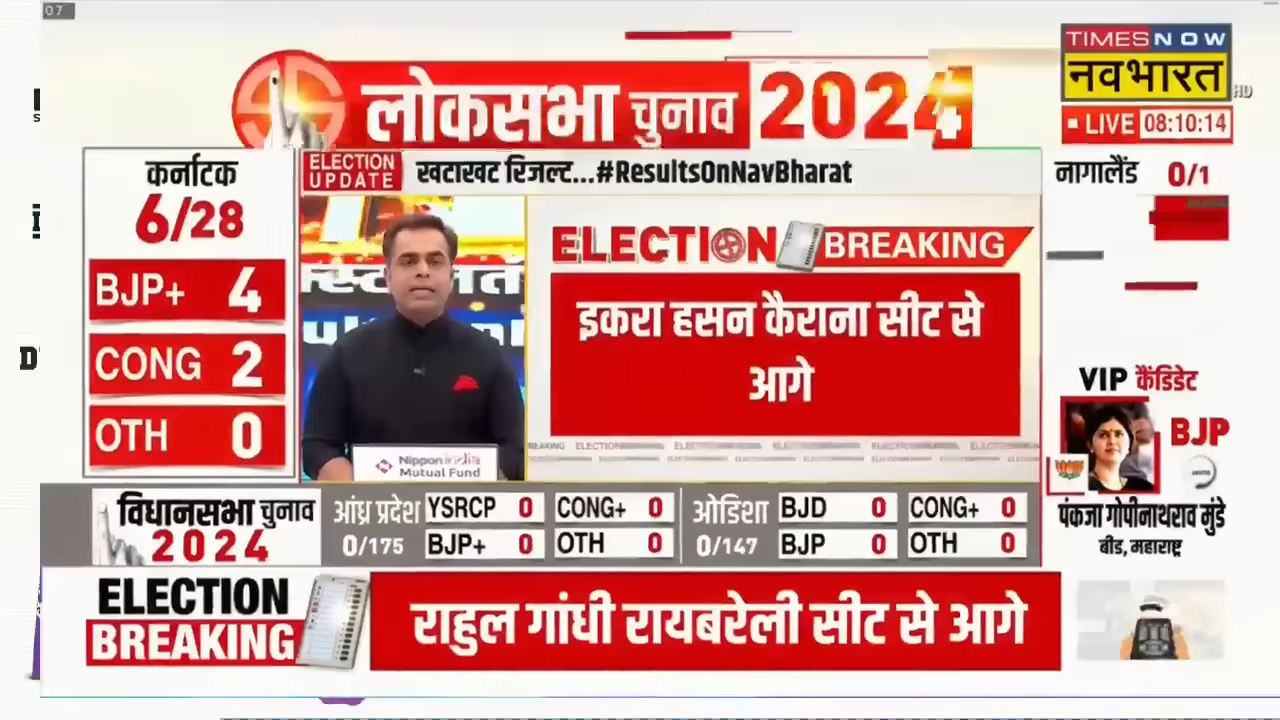 07
लोकसभा चुनाव 2024
TIMES NOW
नवभारत
HD
LIVE 08:10:14
कर्नाटक
6/28
BJP+ 4
CONG 2
OTH 0
ELECTION
UPDATE
खटाखट रिजल्ट...#ResultsOnNavBharat
ELECTION BREAKING
इकरा हसन कैराना सीट से
आगे
Nippon India
Mutual Fund
नागालैंड 0/1
VIP कैंडिडेट
BJP
पंकजा गोपीनाथराव मुंडे
बीड, महाराष्ट्र
विधानसभा चुनाव
2024
आंध्र प्रदेश
0/175
YSRCP 0
CONG+ 0
BJP+ 0
OTH 0
ओडिशा
0/147
BJD 0
CONG+ 0
BJP 0
OTH 0
ELECTION
BREAKING
राहुल गांधी रायबरेली सीट से आगे